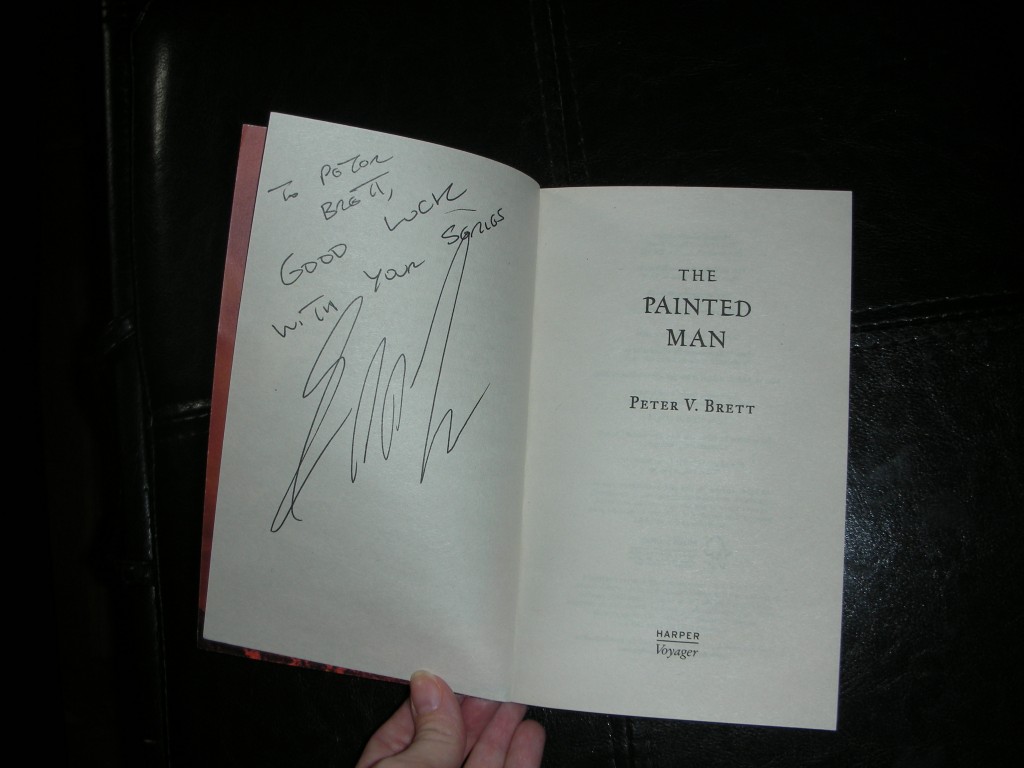 To PETER
BRETT,
GOOD LUCK
WITH YOUR SERIES
THE
PAINTED
MAN
PETER V. BRETT
HARPER
Voyager